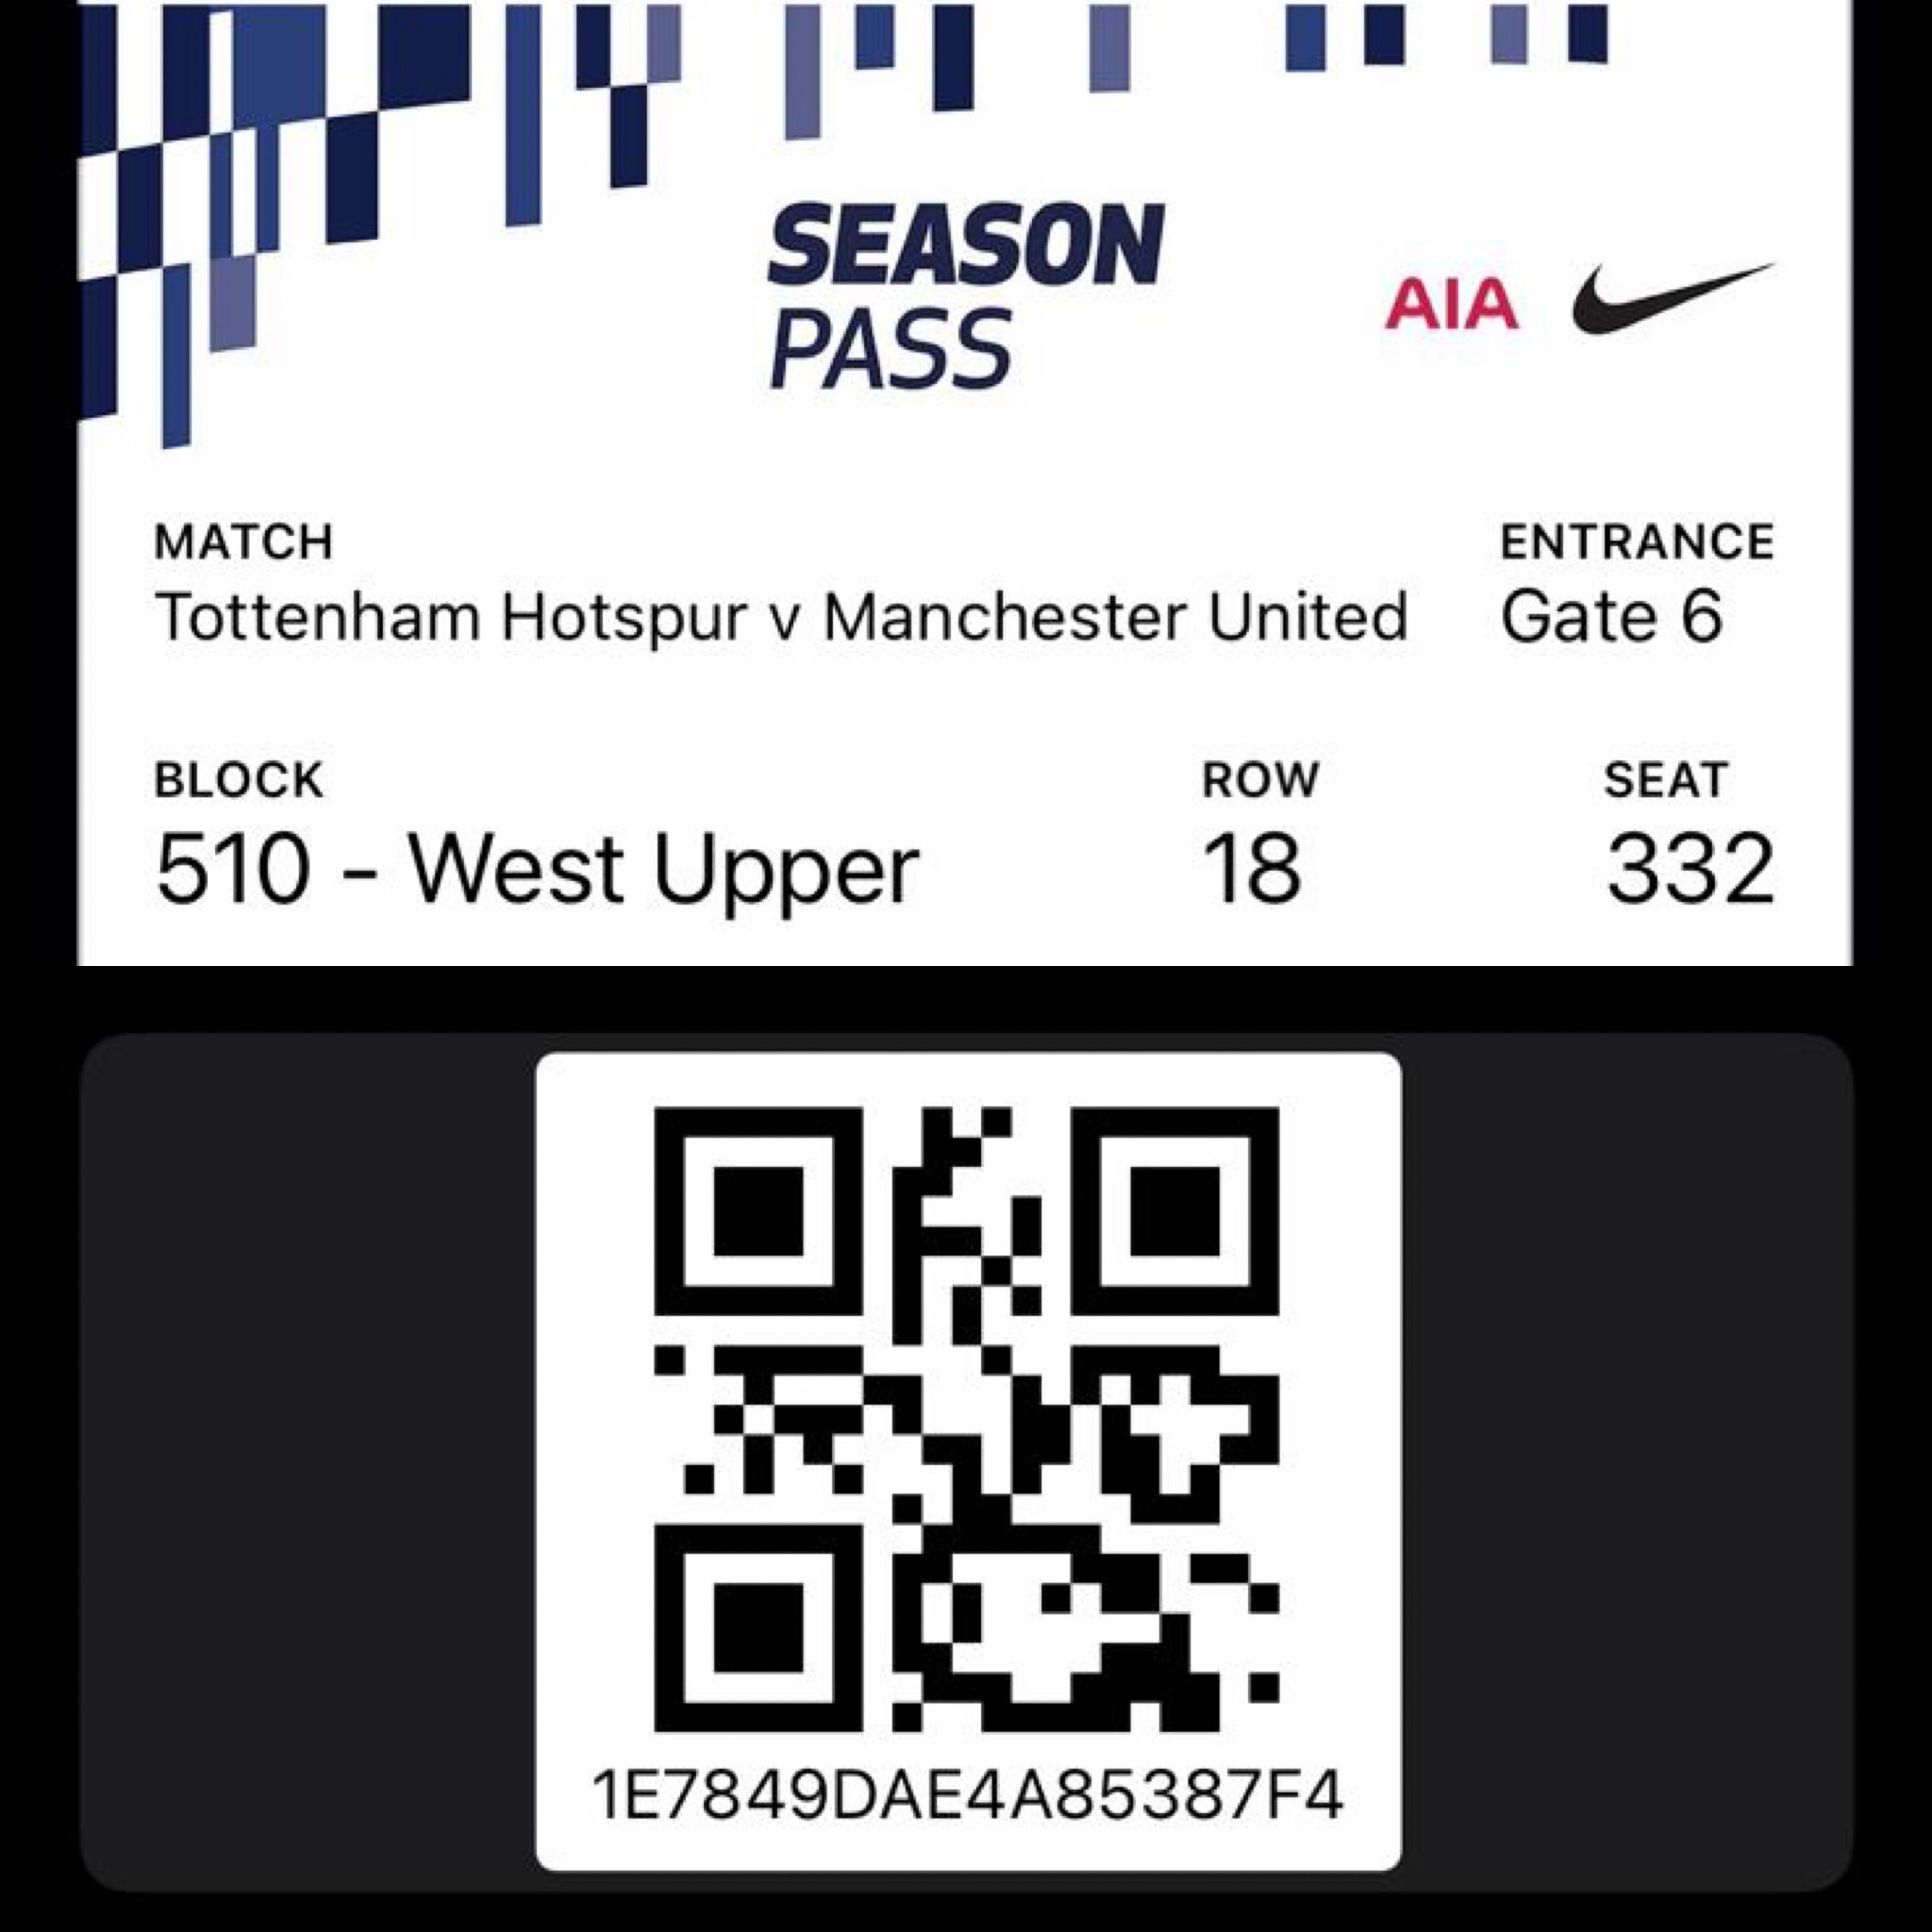 SEASON
PASS
AIA
MATCH
ENTRANCE
Tottenham Hotspur v Manchester United
Gate 6
BLOCK
ROW
SEAT
510 - West Upper
18
332
1E7849DAE4A85387F4